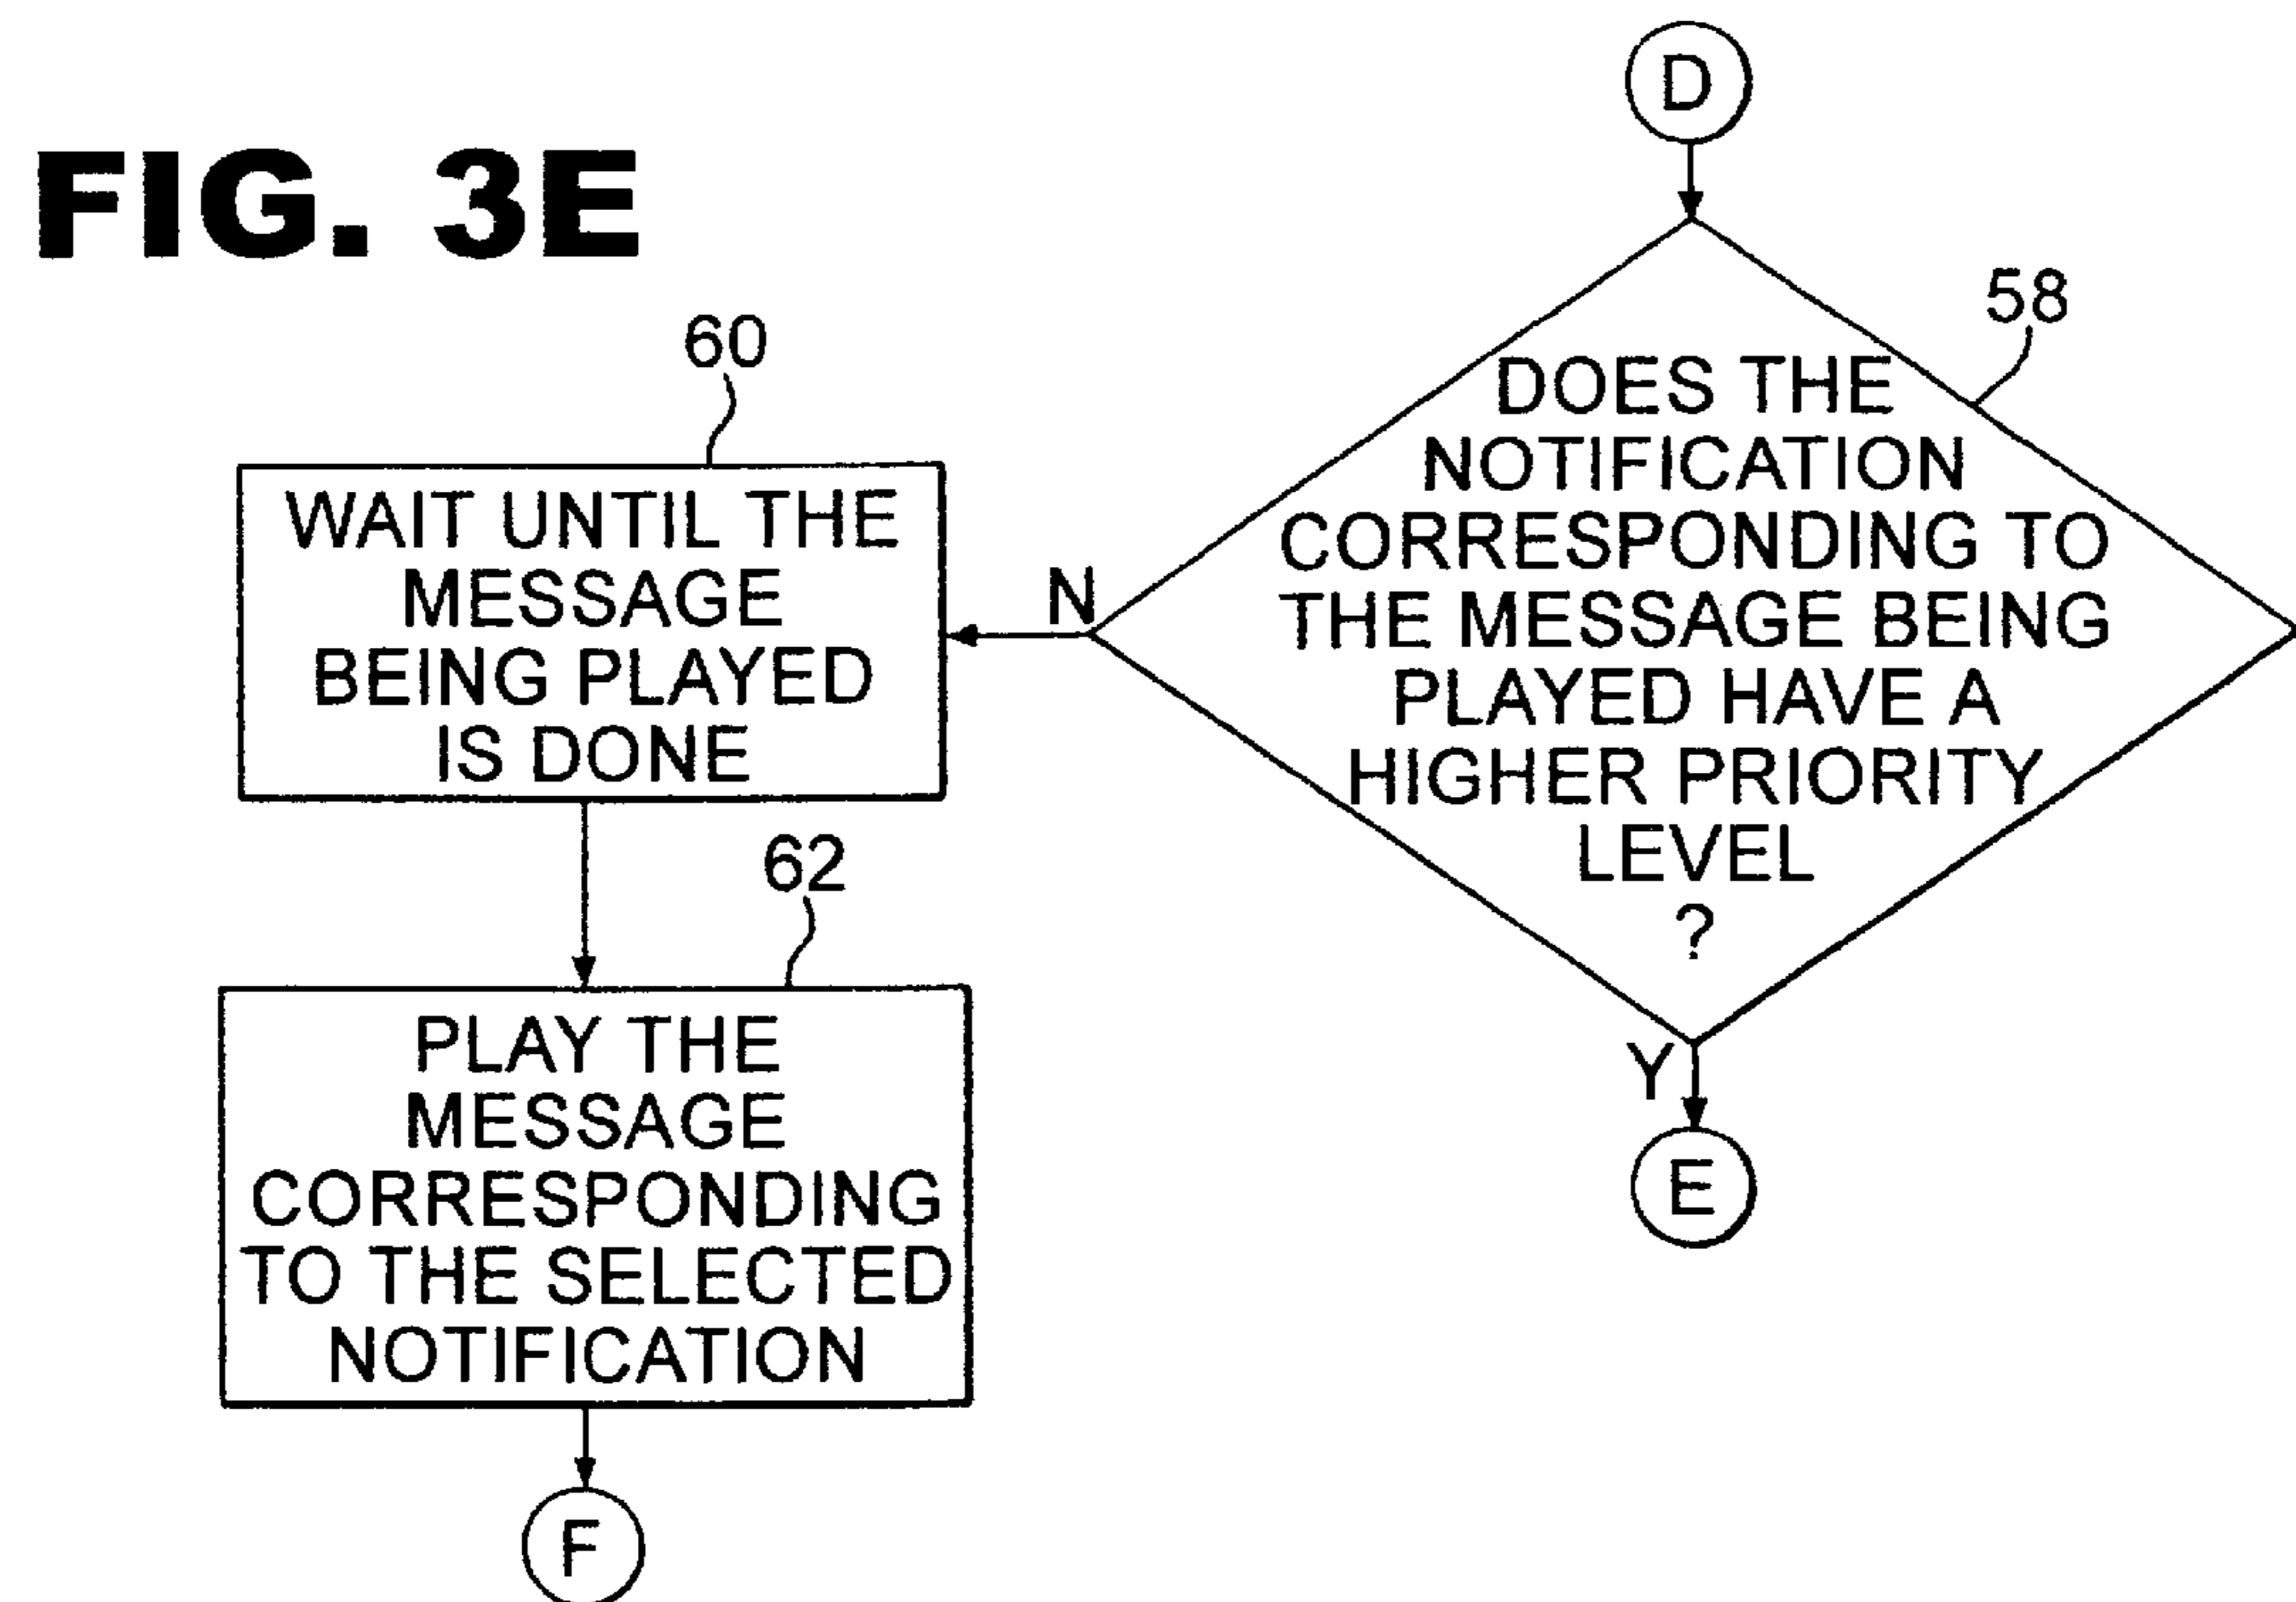 FIG. 3E
D
58
DOES THE
NOTIFICATION
CORRESPONDING TO
THE MESSAGE BEING
PLAYED HAVE A
HIGHER PRIORITY
LEVEL
?
N
Y
E
60
WAIT UNTIL THE
MESSAGE
BEING PLAYED
IS DONE
62
PLAY THE
MESSAGE
CORRESPONDING
TO THE SELECTED
NOTIFICATION
F